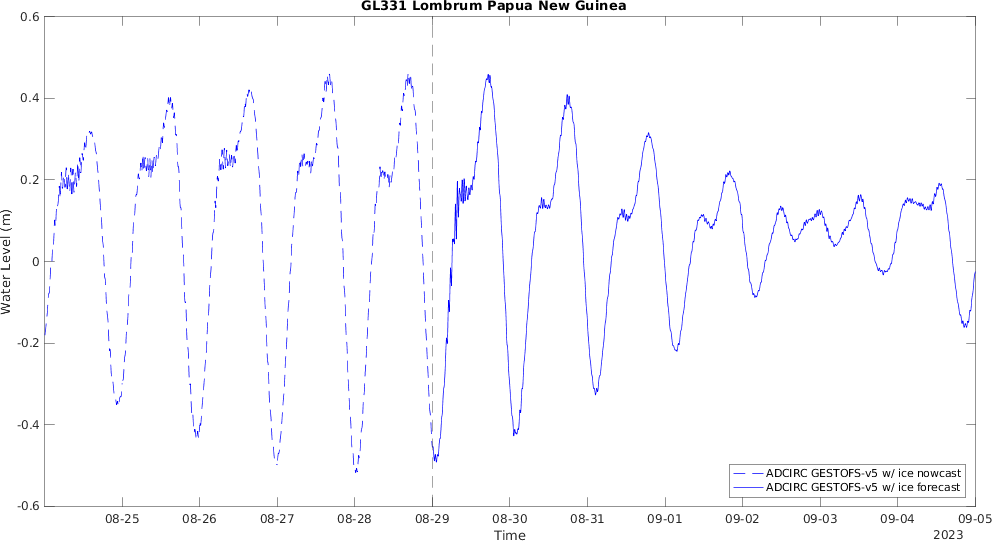 GL331 Lombrum Papua New Guinea
0.6
0.4
0.2
0
-0.2
-0.4
-0.6
Water Level (m)
ADCIRC GESTOFS-v5 w/ ice nowcast
ADCIRC GESTOFS-v5 w/ ice forecast
08-25 08-26 08-27 08-28 08-29 08-30 08-31 09-01 09-02 09-03 09-04 09-05
Time
2023